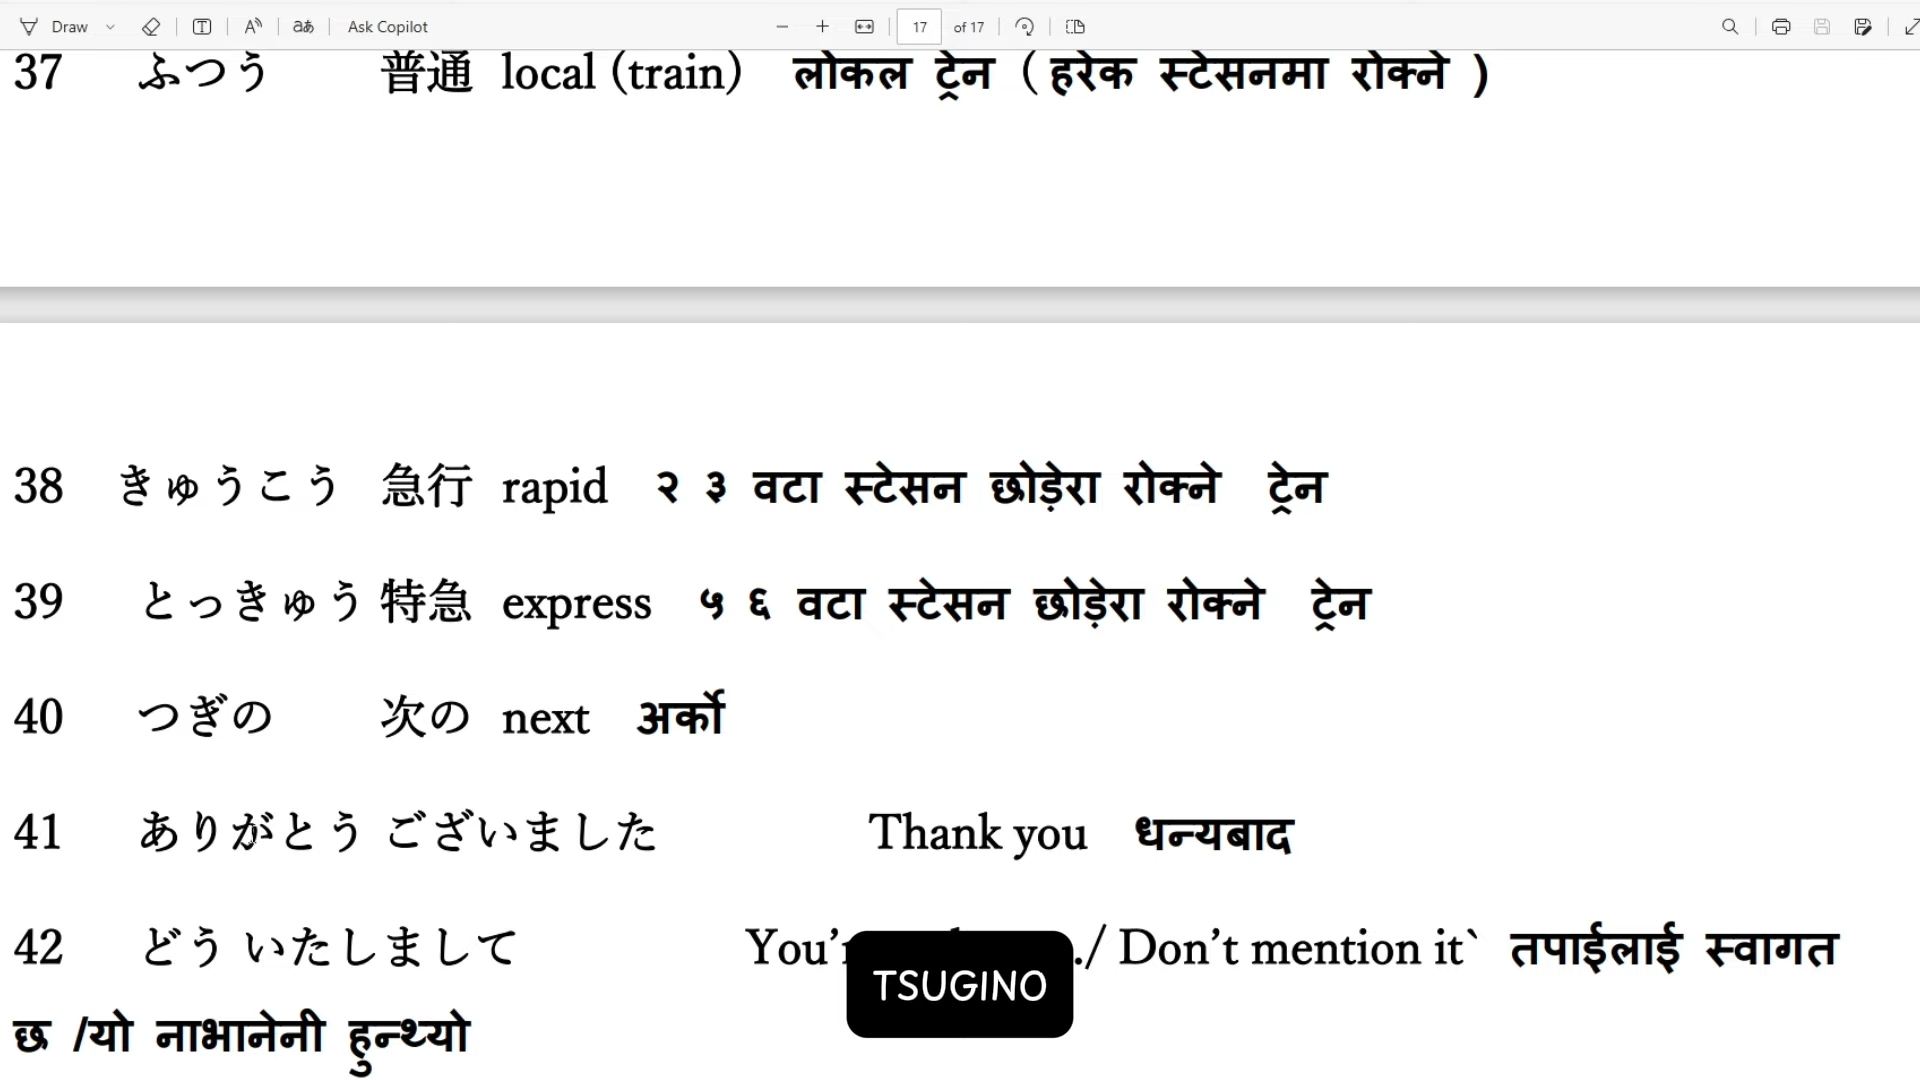 Draw
Ask Copilot
17 of 17
37 ふつう 普通 local (train) लोकल ट्रेन ( हरेक स्टेसनमा रोक्ने )
38 きゅうこう 急行 rapid २ ३ वटा स्टेसन छोड़ेरा रोक्ने ट्रेन
39 とっきゅう 特急 express ५ ६ वटा स्टेसन छोड़ेरा रोक्ने ट्रेन
40 つぎの 次の next अर्को
41 ありがとう ございました Thank you धन्यबाद
42 どう いたしまして ./ Don’t mention it` तपाईलाई स्वागत
छ /यो नाभानेनी हुन्थ्यो
TSUGINO